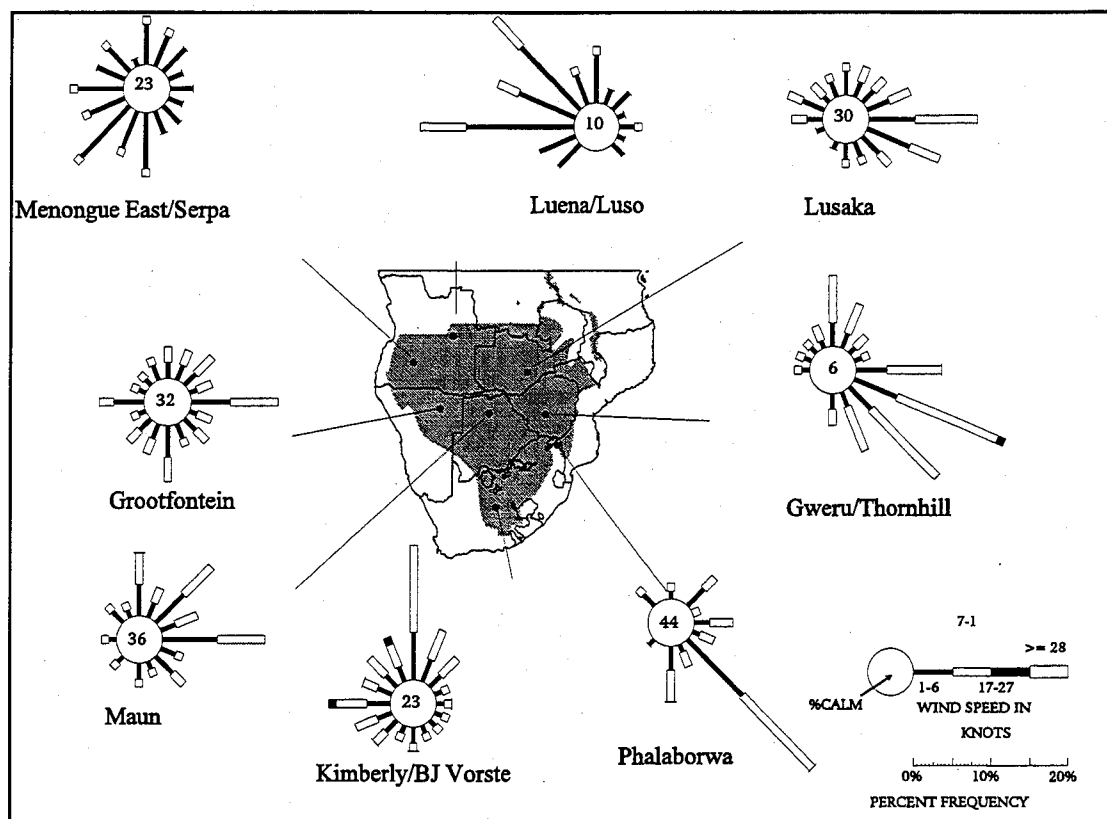 23
10
30
Menongue East/Serpa
Luena/Luso
Lusaka
6
32
Grootfontein
Gweru/Thornhill
36
23
44
7-1
>= 28
%CALM
1-6
17-27
WIND SPEED IN
KNOTS
Maun
Kimberly/BJ Vorste
Phalaborwa
0%
10%
20%
PERCENT FREQUENCY